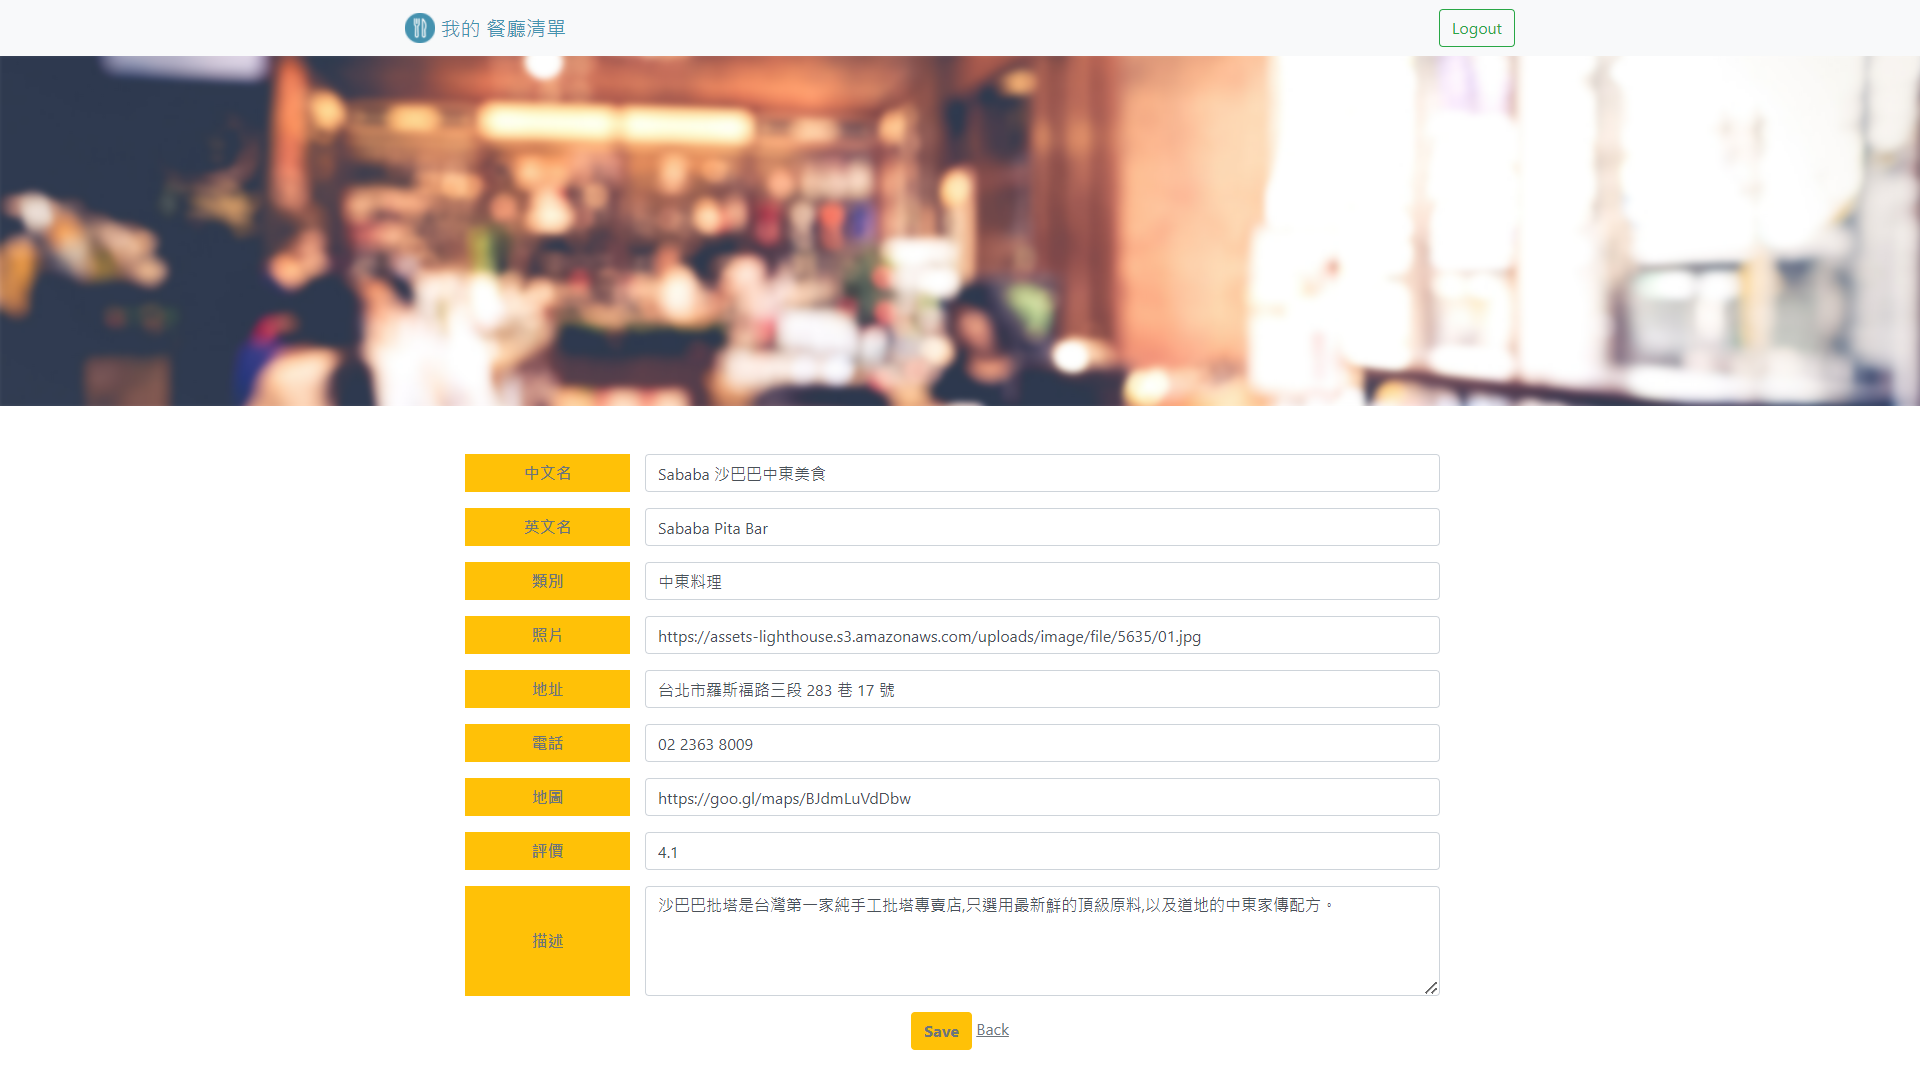 我的 餐廳清單
Logout
中文名
Sababa 沙巴巴中東美食
英文名
Sababa Pita Bar
類別
中東料理
照片
https://assets-lighthouse.s3.amazonaws.com/uploads/image/file/5635/01.jpg
地址
台北市羅斯福路三段 283 巷 17 號
電話
02 2363 8009
地圖
https://goo.gl/maps/BJdmLuVdDbw
評價
4.1
描述
沙巴巴批塔是台灣第一家純手工批塔專賣店,只選用最新鮮的頂級原料,以及道地的中東家傳配方。
Save Back